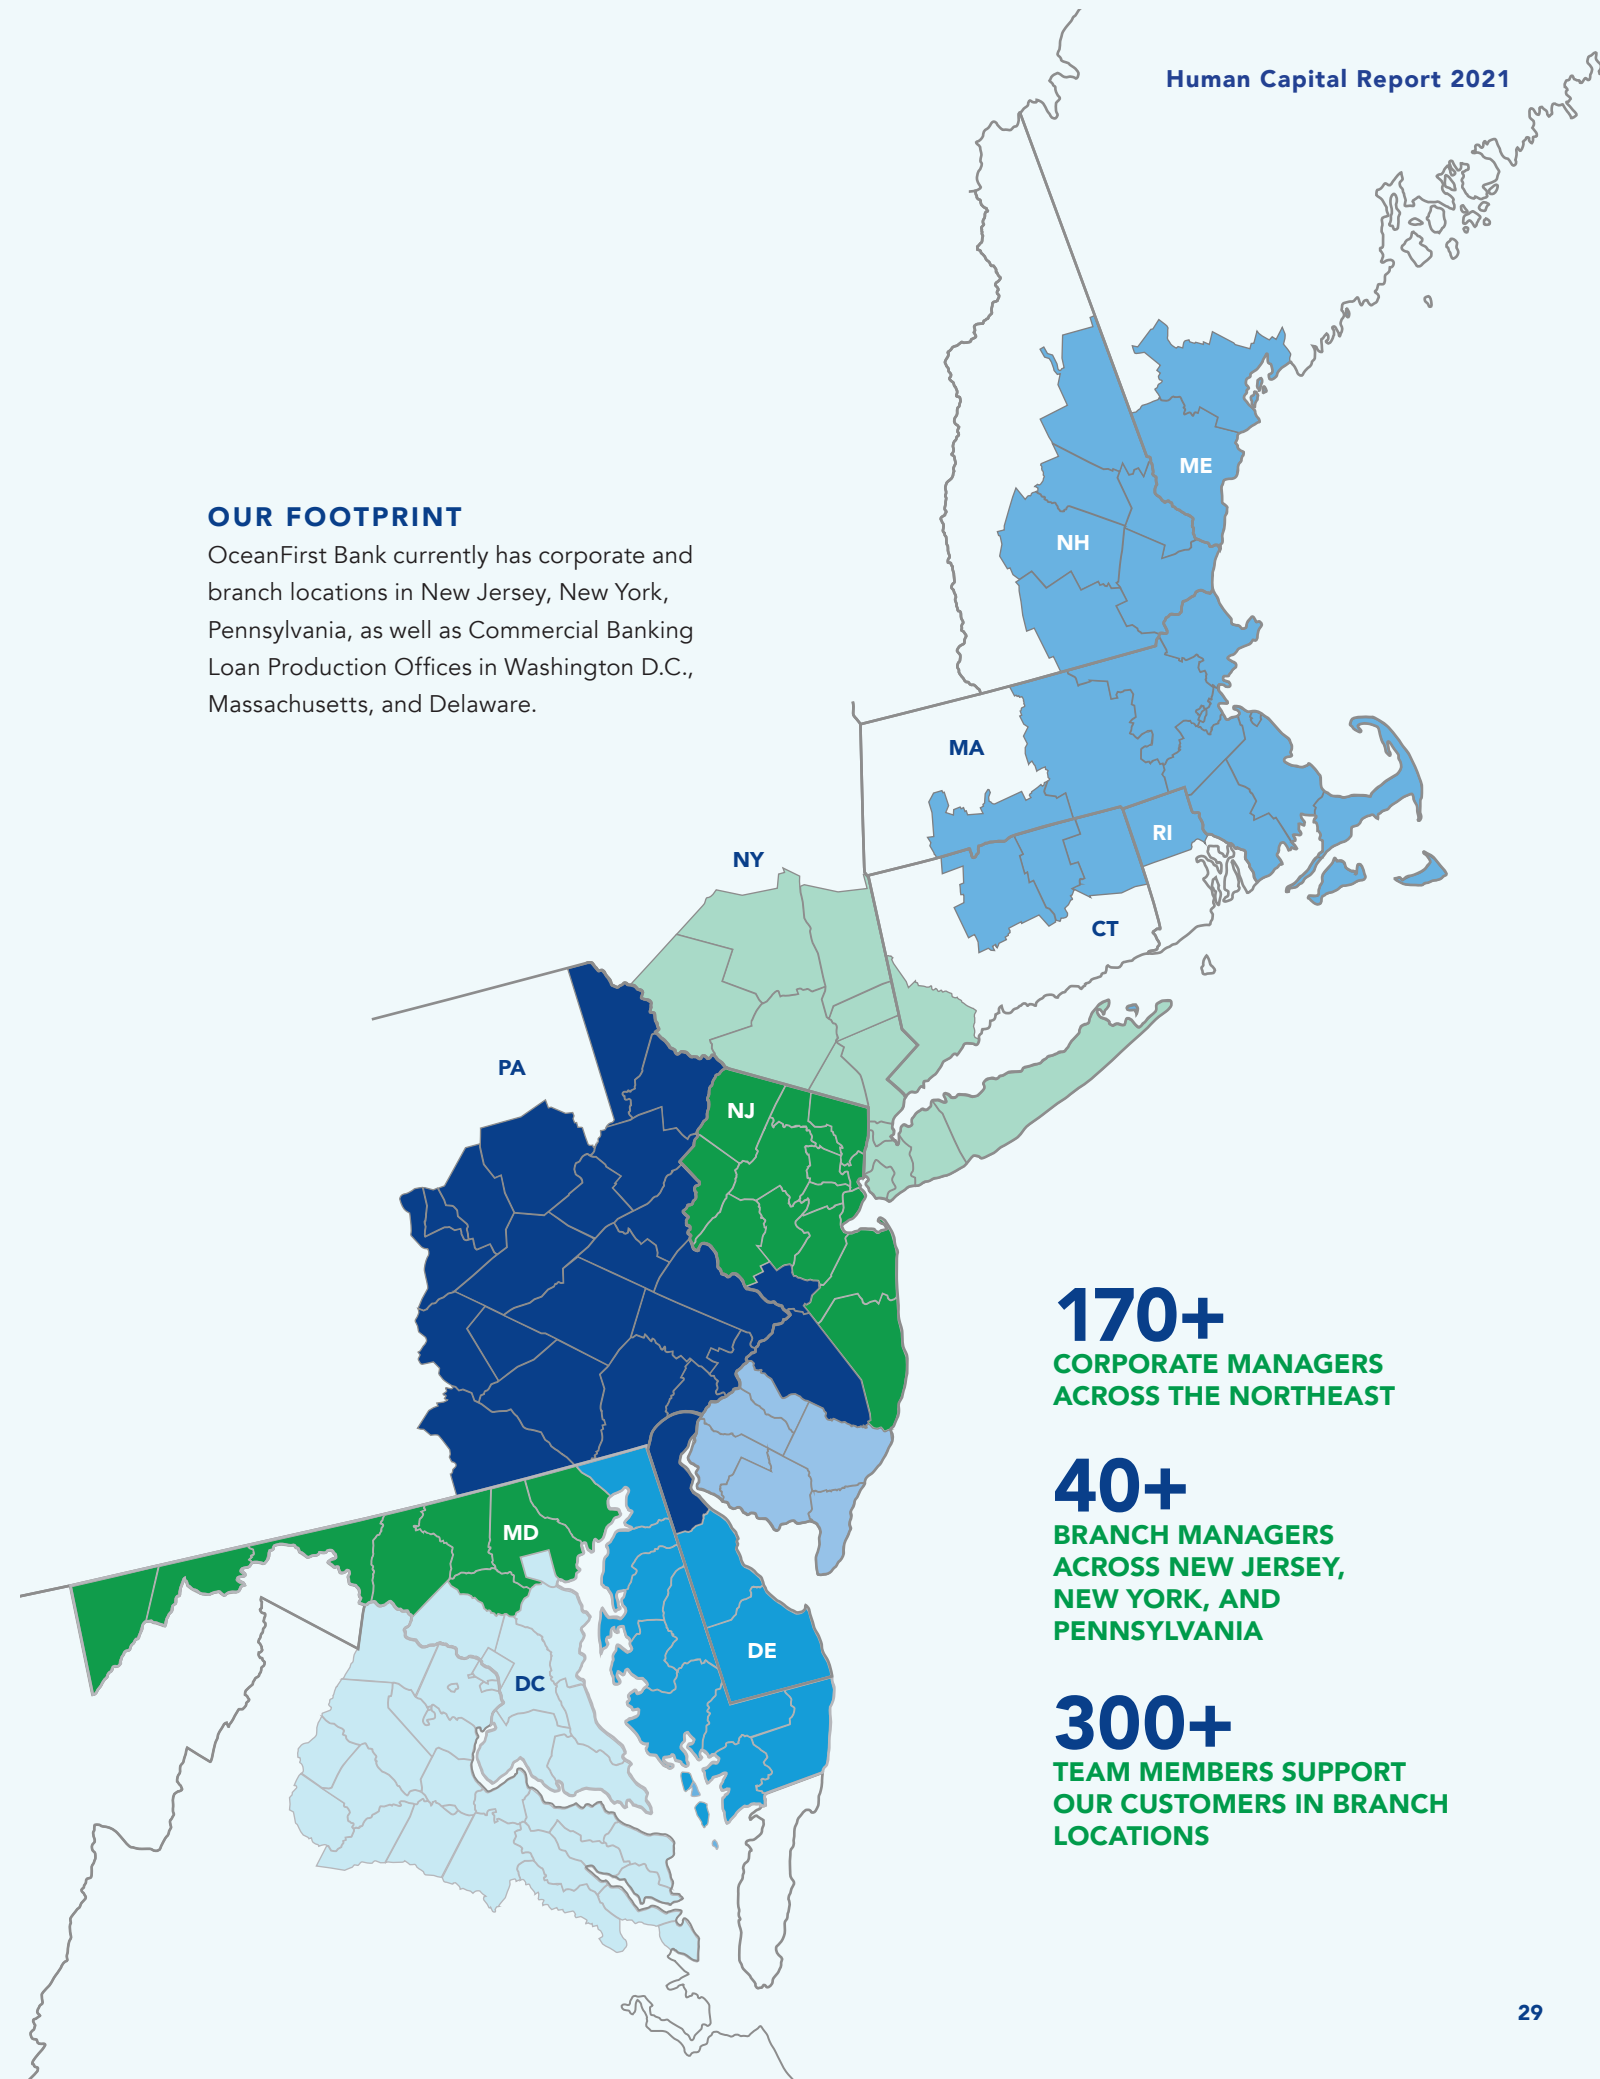 Human Capital Report 2021
ME
OUR FOOTPRINT
OceanFirst Bank currently has corporate and
branch locations in New Jersey, New York,
Pennsylvania, as well as Commercial Banking
Loan Production Offices in Washington D.C.,
Massachusetts, and Delaware.
NH
MA
RI
NY
CT
PA
NJ
170+
CORPORATE MANAGERS
ACROSS THE NORTHEAST
40+
BRANCH MANAGERS
ACROSS NEW JERSEY,
NEW YORK, AND
PENNSYLVANIA
MD
DE
DC
300+
TEAM MEMBERS SUPPORT
OUR CUSTOMERS IN BRANCH
LOCATIONS
29